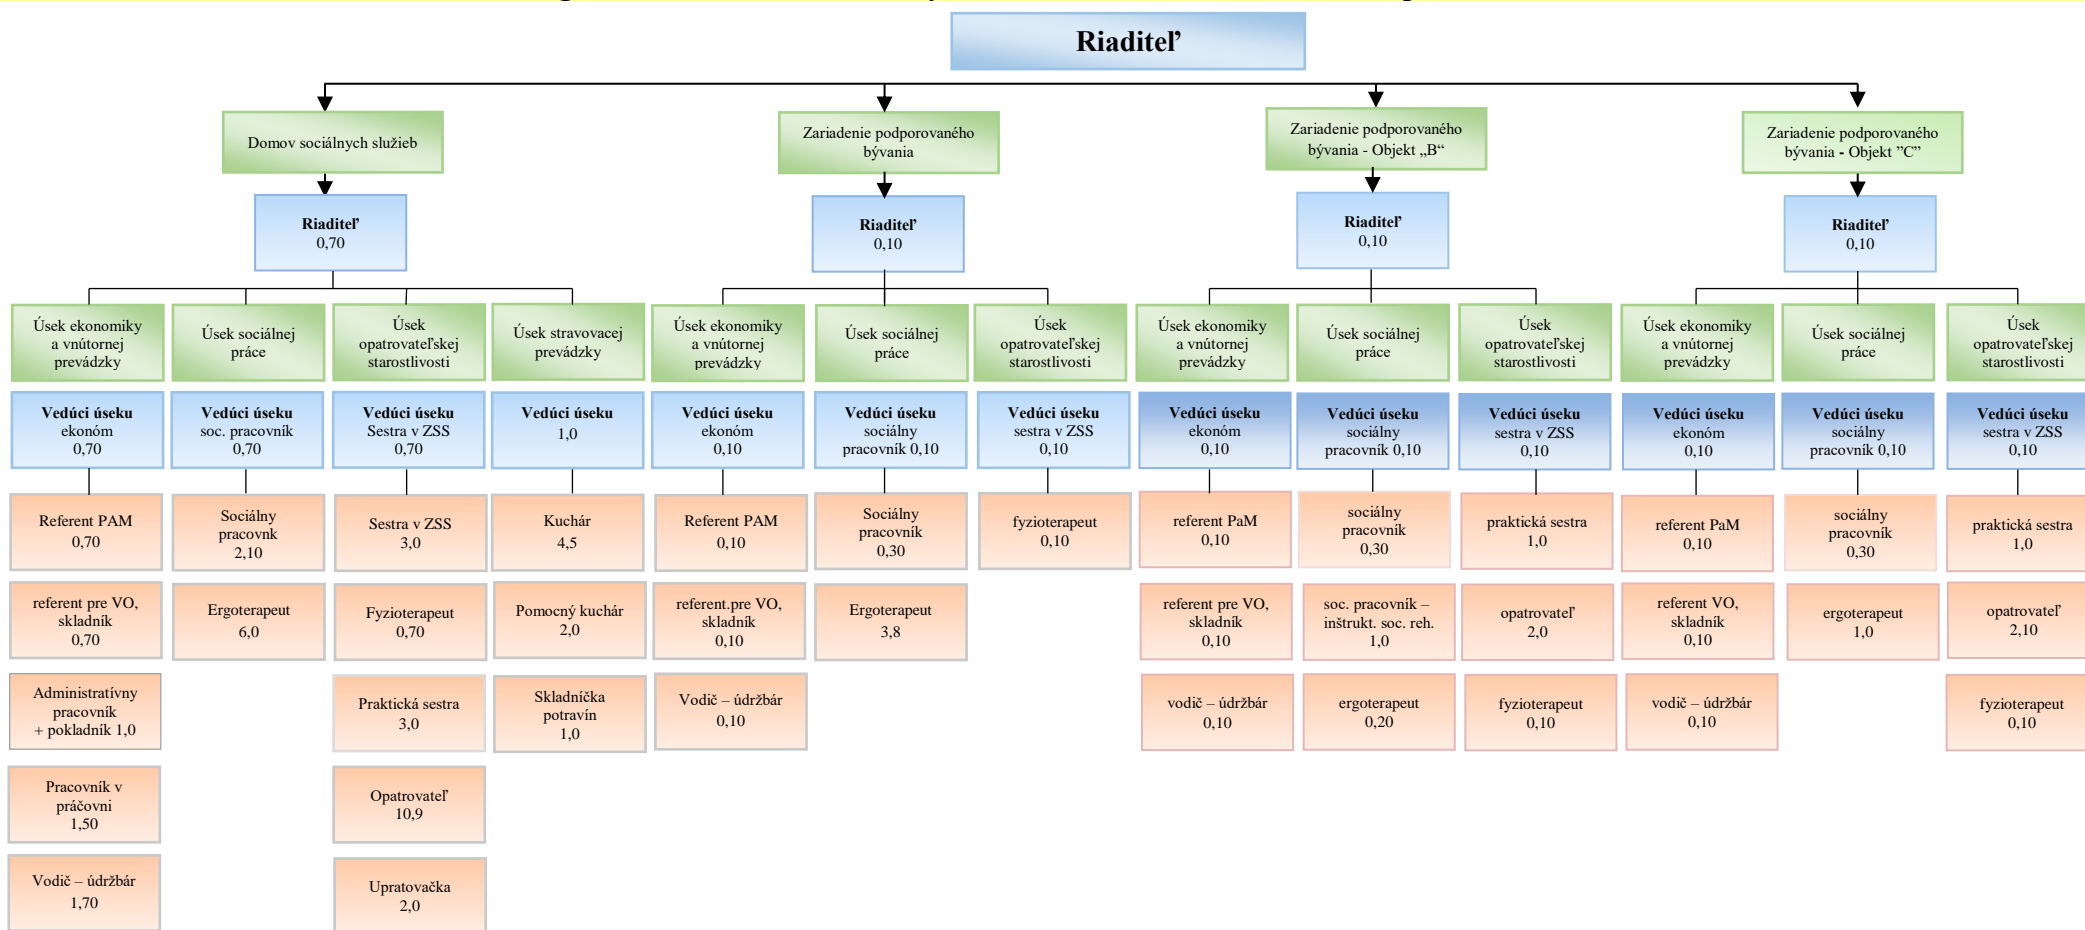 Riaditeľ
Domov sociálnych služieb
Zariadenie podporovaného
bývania
Zariadenie podporovaného
bývania - Objekt „B“
Zariadenie podporovaného
bývania - Objekt ”C”
Riaditeľ
0,70
Riaditeľ
0,10
Riaditeľ
0,10
Riaditeľ
0,10
Úsek ekonomiky
a vnútornej
prevádzky
Úsek sociálnej
práce
Úsek
opatrovateľskej
starostlivosti
Úsek stravovacej
prevádzky
Úsek ekonomiky
a vnútornej
prevádzky
Úsek sociálnej
práce
Úsek
opatrovateľskej
starostlivosti
Úsek ekonomiky
a vnútornej
prevádzky
Úsek sociálnej
práce
Úsek
opatrovateľskej
starostlivosti
Úsek ekonomiky
a vnútornej
prevádzky
Úsek sociálnej
práce
Úsek
opatrovateľskej
starostlivosti
Vedúci úseku
ekonóm
0,70
Vedúci úseku
soc. pracovník
0,70
Vedúci úseku
Sestra v ZSS
0,70
Vedúci úseku
1,0
Vedúci úseku
ekonóm
0,10
Vedúci úseku
sociálny
pracovník 0,10
Vedúci úseku
sestra v ZSS
0,10
Vedúci úseku
ekonóm
0,10
Vedúci úseku
sociálny
pracovník 0,10
Vedúci úseku
sestra v ZSS
0,10
Vedúci úseku
ekonóm
0,10
Vedúci úseku
sociálny
pracovník 0,10
Vedúci úseku
sestra v ZSS
0,10
Referent PAM
0,70
Sociálny
pracovnk
2,10
Sestra v ZSS
3,0
Kuchár
4,5
Referent PAM
0,10
Sociálny
pracovník
0,30
fyzioterapeut
0,10
referent PaM
0,10
sociálny
pracovník
0,30
praktická sestra
1,0
referent PaM
0,10
sociálny
pracovník
0,30
praktická sestra
1,0
referent pre VO,
skladník
0,70
Ergoterapeut
6,0
Fyzioterapeut
0,70
Pomocný kuchár
2,0
referent.pre VO,
skladník
0,10
Ergoterapeut
3,8
referent pre VO,
skladník
0,10
soc. pracovník –
inštrukt. soc. reh.
1,0
opatrovateľ
2,0
referent VO,
skladník
0,10
ergoterapeut
1,0
opatrovateľ
2,10
Administratívny
pracovník
+ pokladník 1,0
Praktická sestra
3,0
Skladníčka
potravín
1,0
Vodič – údržbár
0,10
vodič – údržbár
0,10
ergoterapeut
0,20
fyzioterapeut
0,10
vodič – údržbár
0,10
fyzioterapeut
0,10
Pracovník v
práčovni
1,50
Opatrovateľ
10,9
Vodič – údržbár
1,70
Upratovačka
2,0